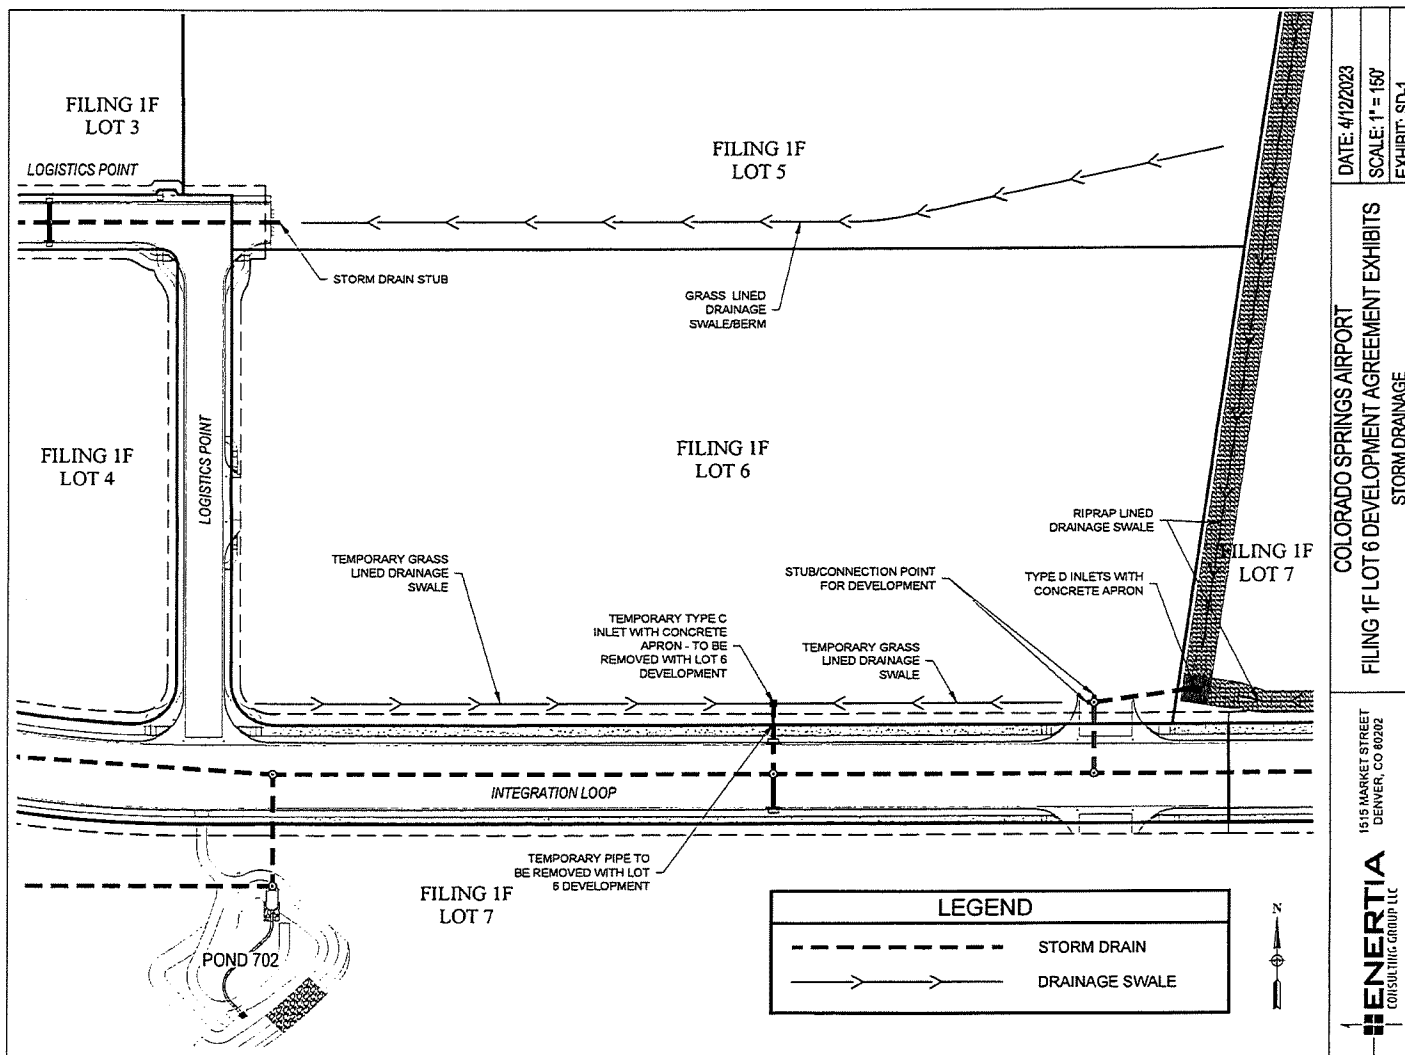 FILING 1F
LOT 3
LOGISTICS POINT
FILING 1F
LOT 5
STORM DRAIN STUB
GRASS LINED
DRAINAGE
SWALE/BERM
FILING 1F
LOT 4
LOGISTICS POINT
FILING 1F
LOT 6
RIPRAP LINED
DRAINAGE SWALE
FILING 1F
LOT 7
TEMPORARY GRASS
LINED DRAINAGE
SWALE
STUB/CONNECTION POINT
FOR DEVELOPMENT
TYPE D INLETS WITH
CONCRETE APRON
TEMPORARY TYPE C
INLET WITH CONCRETE
APRON - TO BE
REMOVED WITH LOT 6
DEVELOPMENT
TEMPORARY GRASS
LINED DRAINAGE
SWALE
INTEGRATION LOOP
TEMPORARY PIPE TO
BE REMOVED WITH LOT
6 DEVELOPMENT
FILING 1F
LOT 7
POND 702
LEGEND
STORM DRAIN
DRAINAGE SWALE
N
DATE: 4/12/2023
SCALE: 1" = 150'
EXHIBIT: SD-1
COLORADO SPRINGS AIRPORT
FILING 1F LOT 6 DEVELOPMENT AGREEMENT EXHIBITS
STORM DRAINAGE
1515 MARKET STREET
DENVER, CO 80202
ENERTIA
CONSULTING GROUP LLC